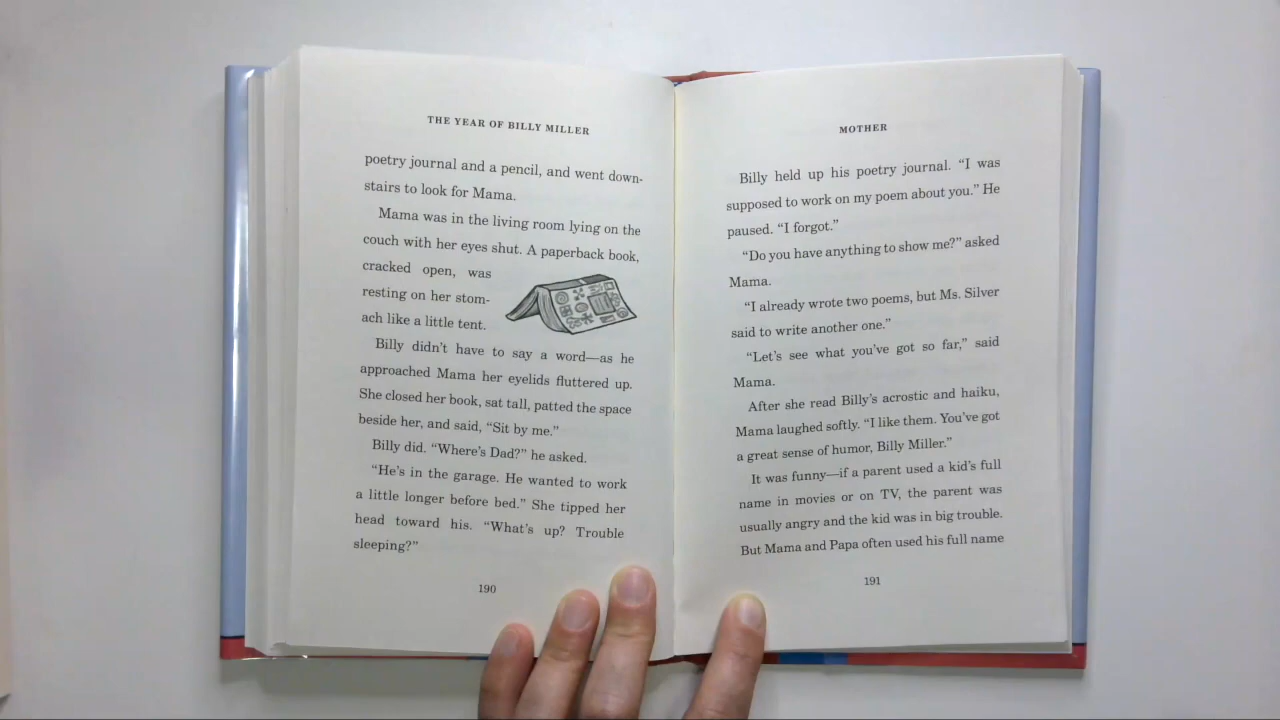 THE YEAR OF BILLY MILLER
poetry journal and a pencil, and went down-
stairs to look for Mama.
Mama was in the living room lying on the
couch with her eyes shut. A paperback book,
cracked open, was
resting on her stom-
ach like a little tent.
Billy didn’t have to say a word—as he
approached Mama her eyelids fluttered up.
She closed her book, sat tall, patted the space
beside her, and said, “Sit by me.”
Billy did. “Where’s Dad?” he asked.
“He’s in the garage. He wanted to work
a little longer before bed.” She tipped her
head toward his. “What’s up? Trouble
sleeping?”
190
MOTHER
Billy held up his poetry journal. “I was
supposed to work on my poem about you.” He
paused. “I forgot.”
“Do you have anything to show me?” asked
Mama.
“I already wrote two poems, but Ms. Silver
said to write another one.”
“Let’s see what you’ve got so far,” said
Mama.
After she read Billy’s acrostic and haiku,
Mama laughed softly. “I like them. You’ve got
a great sense of humor, Billy Miller.”
It was funny—if a parent used a kid’s full
name in movies or on TV, the parent was
usually angry and the kid was in big trouble.
But Mama and Papa often used his full name
191